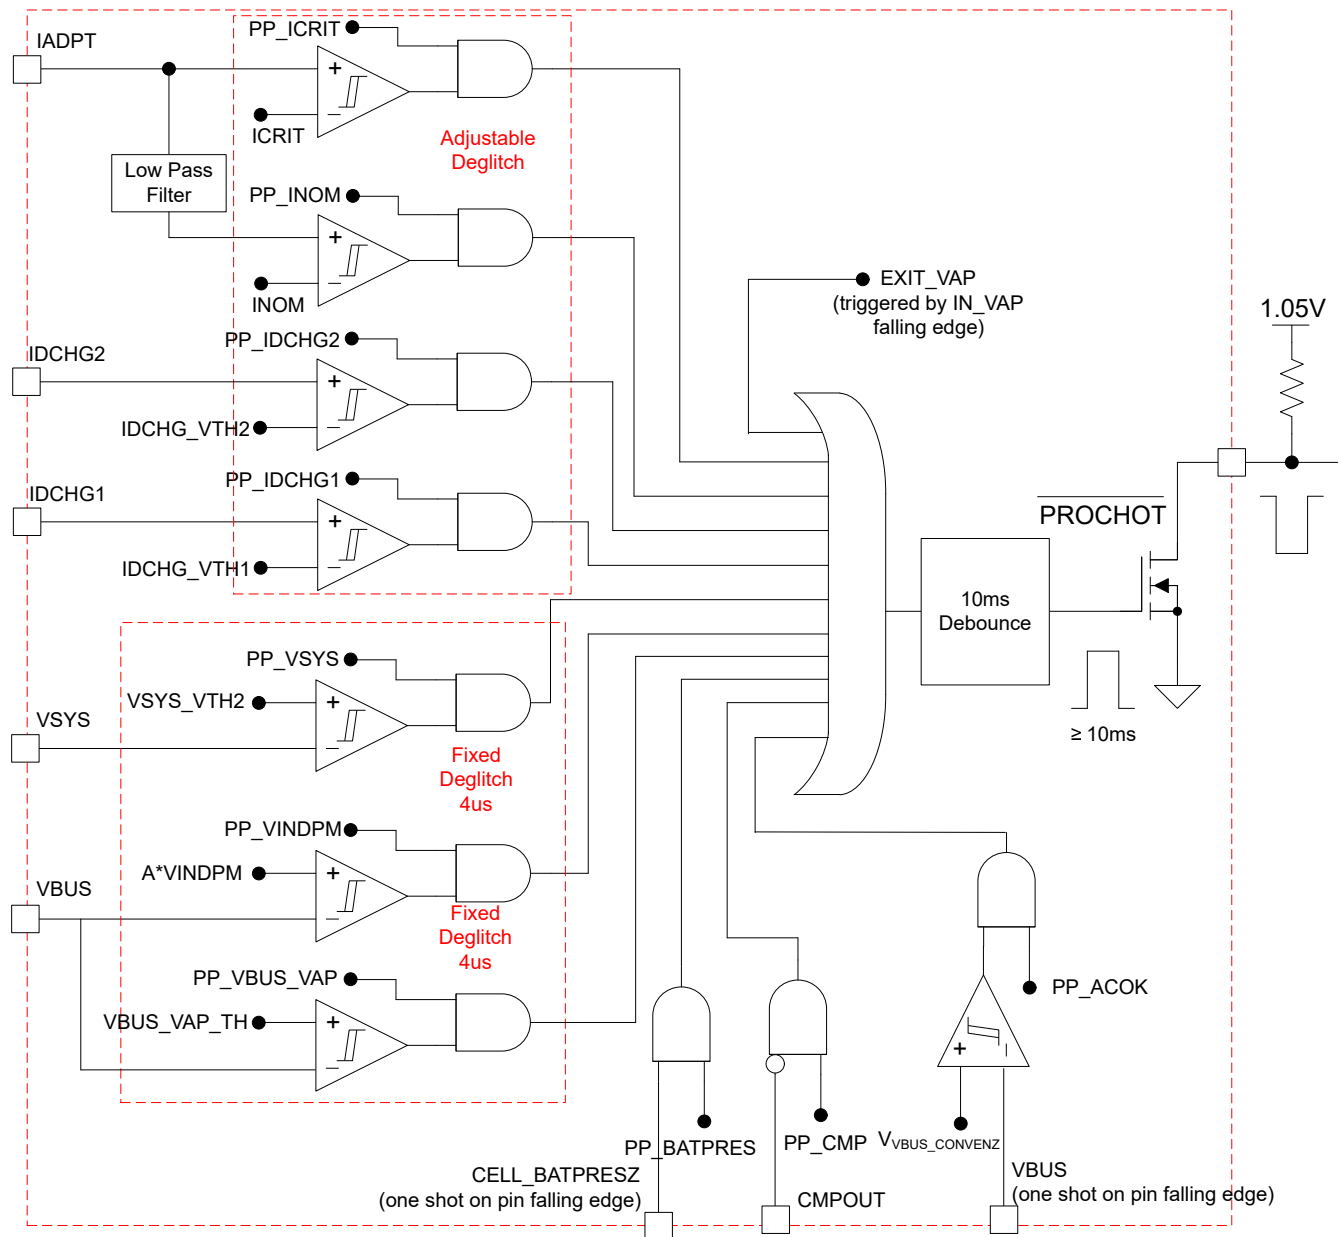 IADPT
PP_ICRIT
+
−
ICRIT
Adjustable
Deglitch
Low Pass
Filter
PP_INOM
+
−
INOM
EXIT_VAP
(triggered by IN_VAP
falling edge)
1.05V
IDCHG2
PP_IDCHG2
+
−
IDCHG_VTH2
IDCHG1
PP_IDCHG1
+
−
IDCHG_VTH1
PROCHOT
10ms
Debounce
≥ 10ms
PP_VSYS
VSYS_VTH2
+
−
VSYS
Fixed
Deglitch
4us
PP_VINDPM
A*VINDPM
+
−
VBUS
Fixed
Deglitch
4us
PP_VBUS_VAP
VBUS_VAP_TH
+
−
PP_ACOK
+
−
PP_BATPRES
PP_CMP
VVBUS_CONVENZ
CELL_BATPRESZ
(one shot on pin falling edge)
CMPOUT
VBUS
(one shot on pin falling edge)